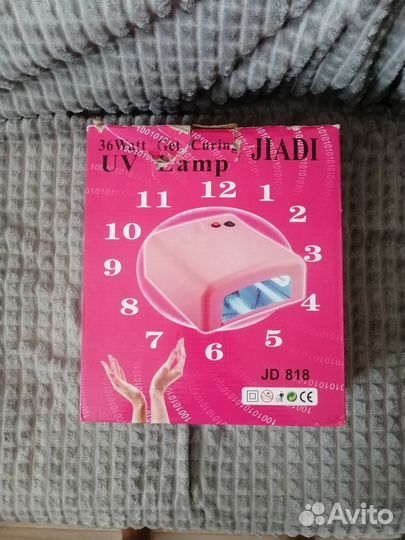 36Watt Gel Curing JIADI
UV Lamp
11 12 1
10 2
9 3
8 4
7 6 5
JD 818
CE
Avito